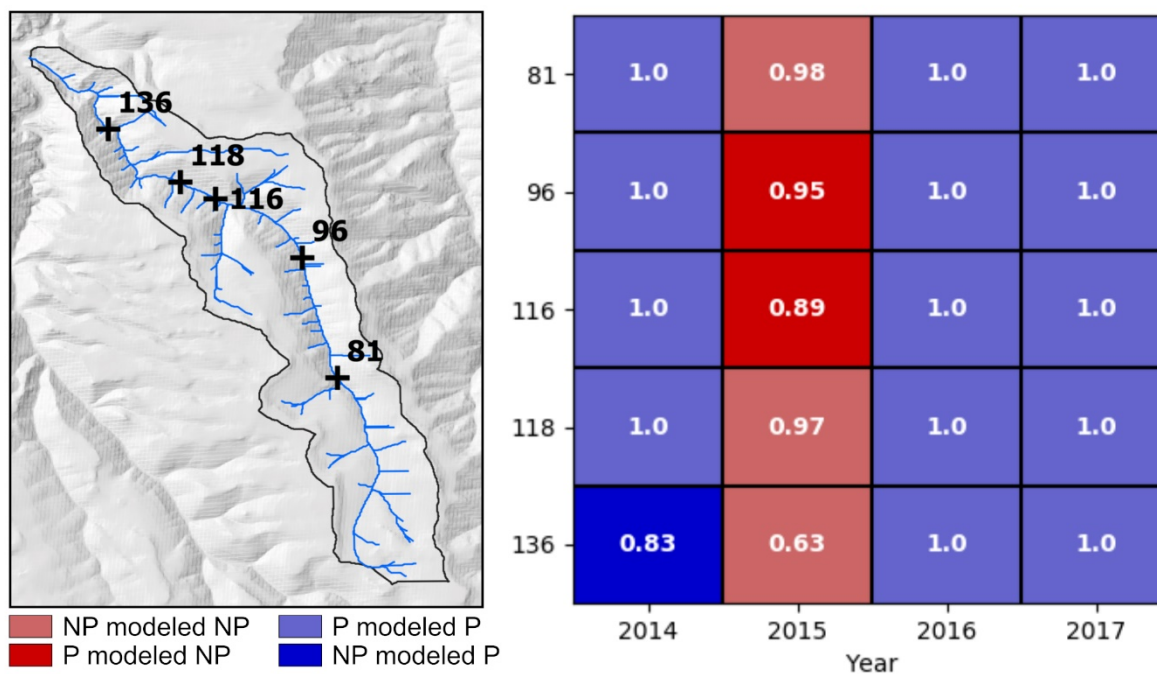 136
118
116
96
81
NP modeled NP
P modeled P
P modeled NP
NP modeled P
81 1.0 0.98 1.0 1.0
96 1.0 0.95 1.0 1.0
116 1.0 0.89 1.0 1.0
118 1.0 0.97 1.0 1.0
136 0.83 0.63 1.0 1.0
2014 2015 2016 2017
Year